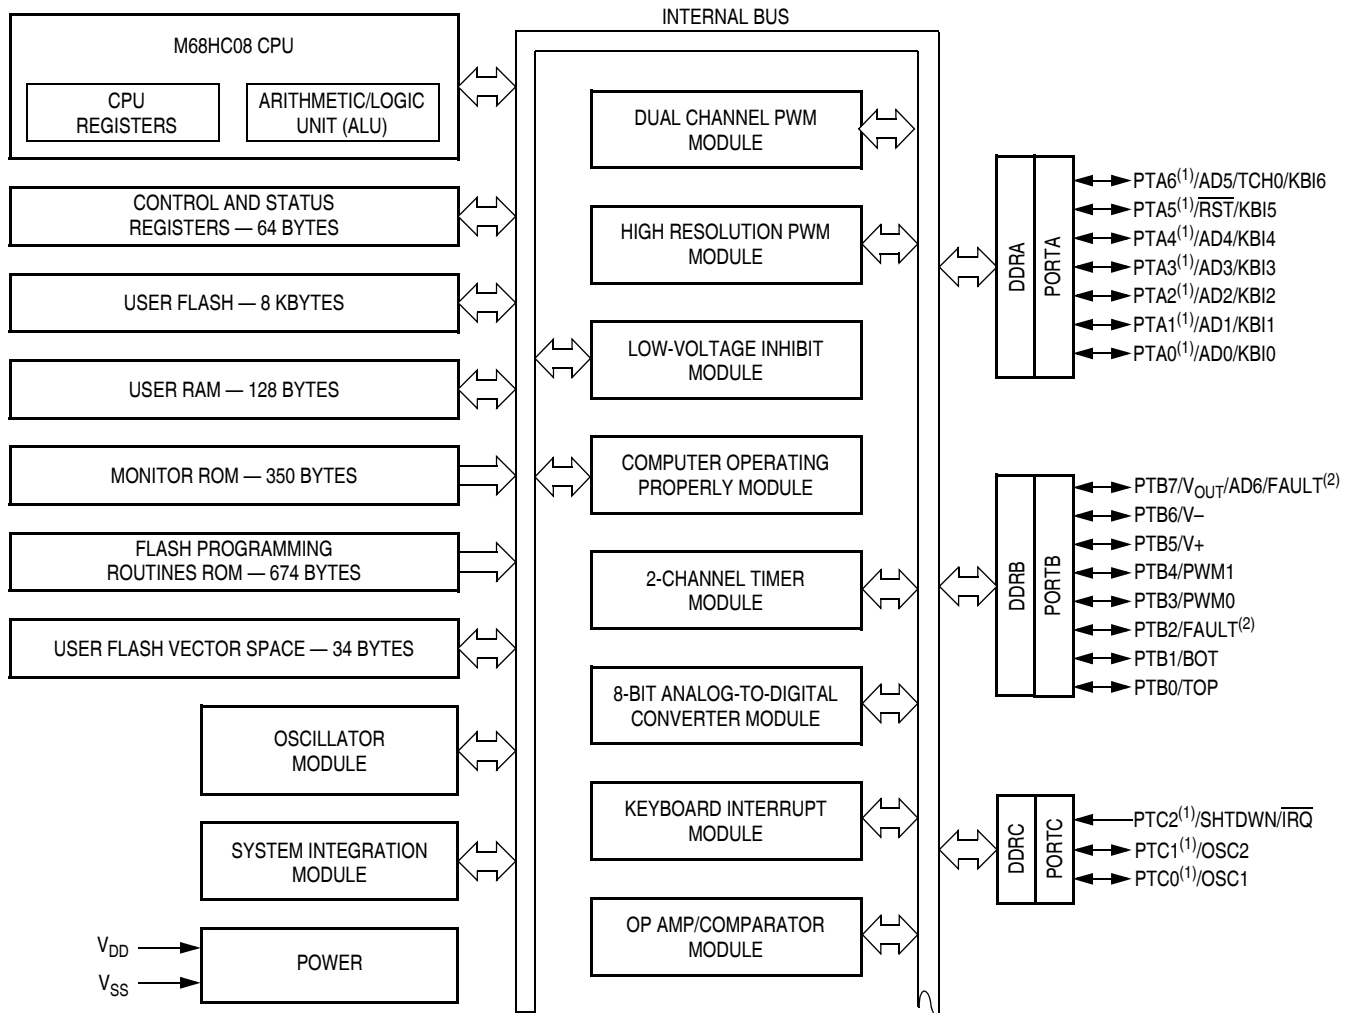 INTERNAL BUS
M68HC08 CPU
CPU
REGISTERS
ARITHMETIC/LOGIC
UNIT (ALU)
CONTROL AND STATUS
REGISTERS — 64 BYTES
USER FLASH — 8 KBYTES
USER RAM — 128 BYTES
MONITOR ROM — 350 BYTES
FLASH PROGRAMMING
ROUTINES ROM — 674 BYTES
USER FLASH VECTOR SPACE — 34 BYTES
OSCILLATOR
MODULE
SYSTEM INTEGRATION
MODULE
VDD
VSS
POWER
DUAL CHANNEL PWM
MODULE
HIGH RESOLUTION PWM
MODULE
LOW-VOLTAGE INHIBIT
MODULE
COMPUTER OPERATING
PROPERLY MODULE
2-CHANNEL TIMER
MODULE
8-BIT ANALOG-TO-DIGITAL
CONVERTER MODULE
KEYBOARD INTERRUPT
MODULE
OP AMP/COMPARATOR
MODULE
DDRA
PORTA
PTA6(1)/AD5/TCH0/KBI6
PTA5(1)/RST/KBI5
PTA4(1)/AD4/KBI4
PTA3(1)/AD3/KBI3
PTA2(1)/AD2/KBI2
PTA1(1)/AD1/KBI1
PTA0(1)/AD0/KBI0
DDRB
PORTB
PTB7/VOUT/AD6/FAULT(2)
PTB6/V–
PTB5/V+
PTB4/PWM1
PTB3/PWM0
PTB2/FAULT(2)
PTB1/BOT
PTB0/TOP
DDRC
PORTC
PTC2(1)/SHTDWN/IRQ
PTC1(1)/OSC2
PTC0(1)/OSC1